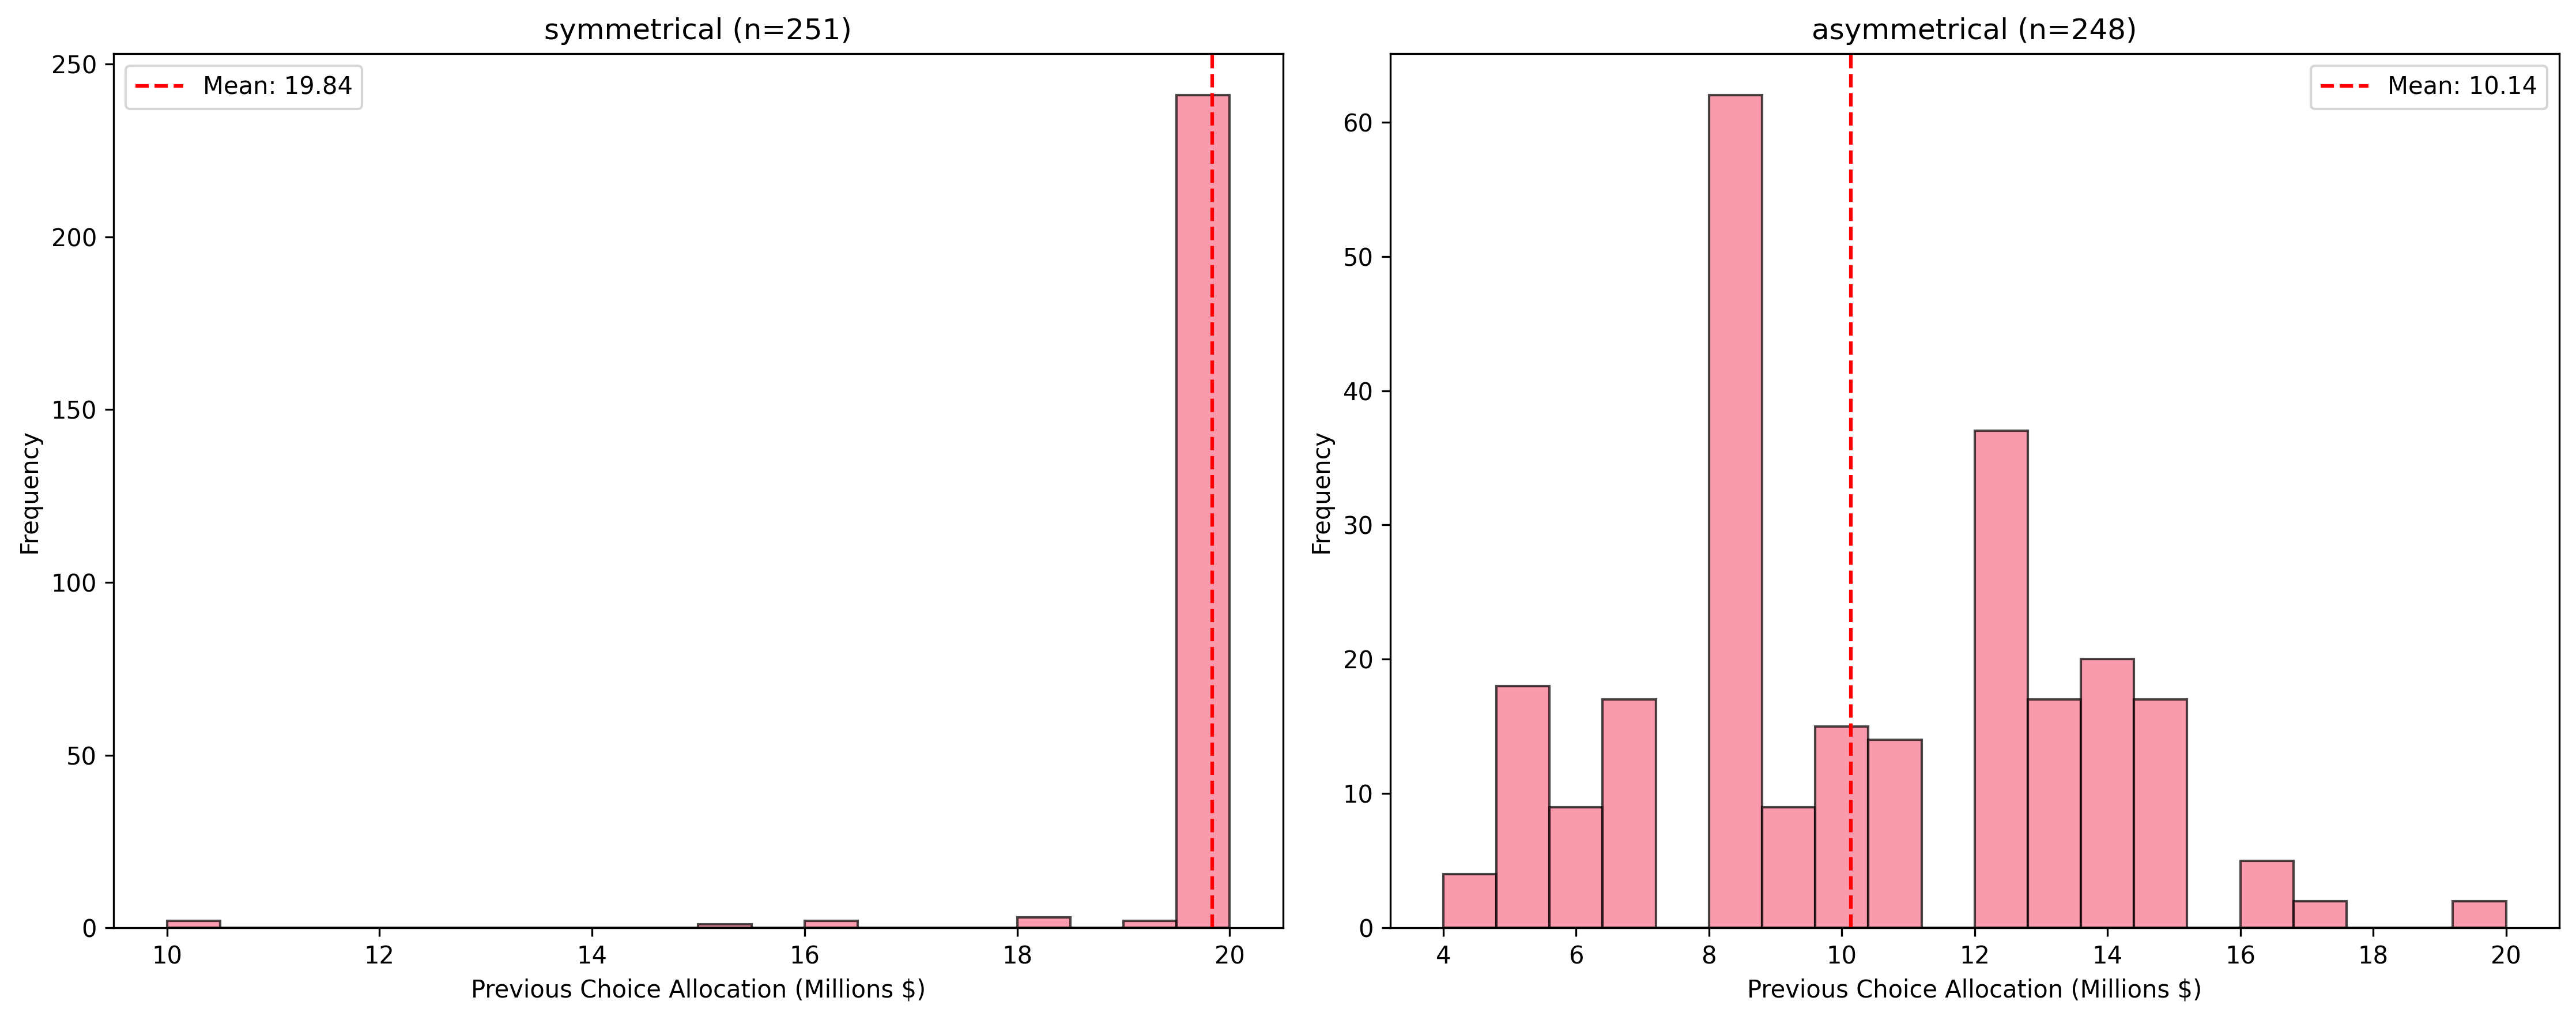 symmetrical (n=251)
Mean: 19.84
250
200
150
100
50
0
Frequency
10 12 14 16 18 20
Previous Choice Allocation (Millions $)
asymmetrical (n=248)
Mean: 10.14
60
50
40
30
20
10
0
Frequency
4 6 8 10 12 14 16 18 20
Previous Choice Allocation (Millions $)